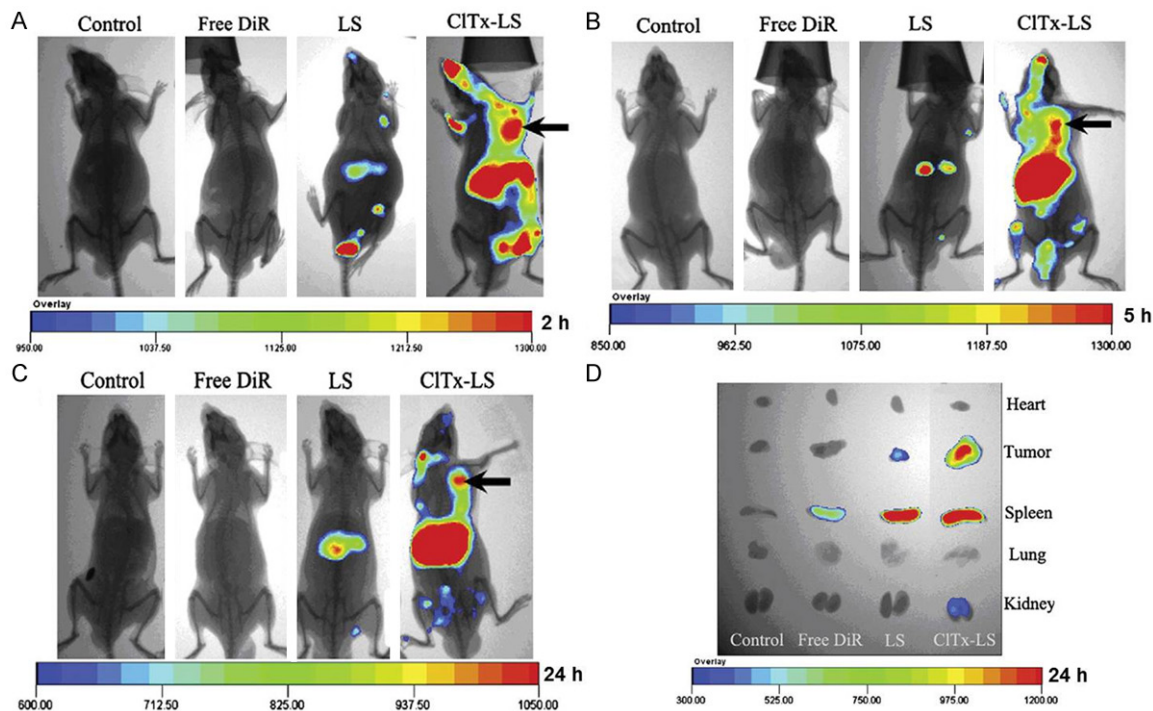 A
Control Free DiR LS ClTx-LS
Overlay
2 h
950.00 1037.50 1125.00 1212.50 1300.00
B
Control Free DiR LS ClTx-LS
5 h
850.00 962.50 1075.00 1187.50 1300.00
C
Control Free DiR LS ClTx-LS
24 h
600.00 712.50 825.00 937.50 1050.00
D
Heart
Tumor
Spleen
Lung
Kidney
Control Free DiR LS ClTx-LS
Overlay
24 h
300.00 525.00 750.00 975.00 1200.00